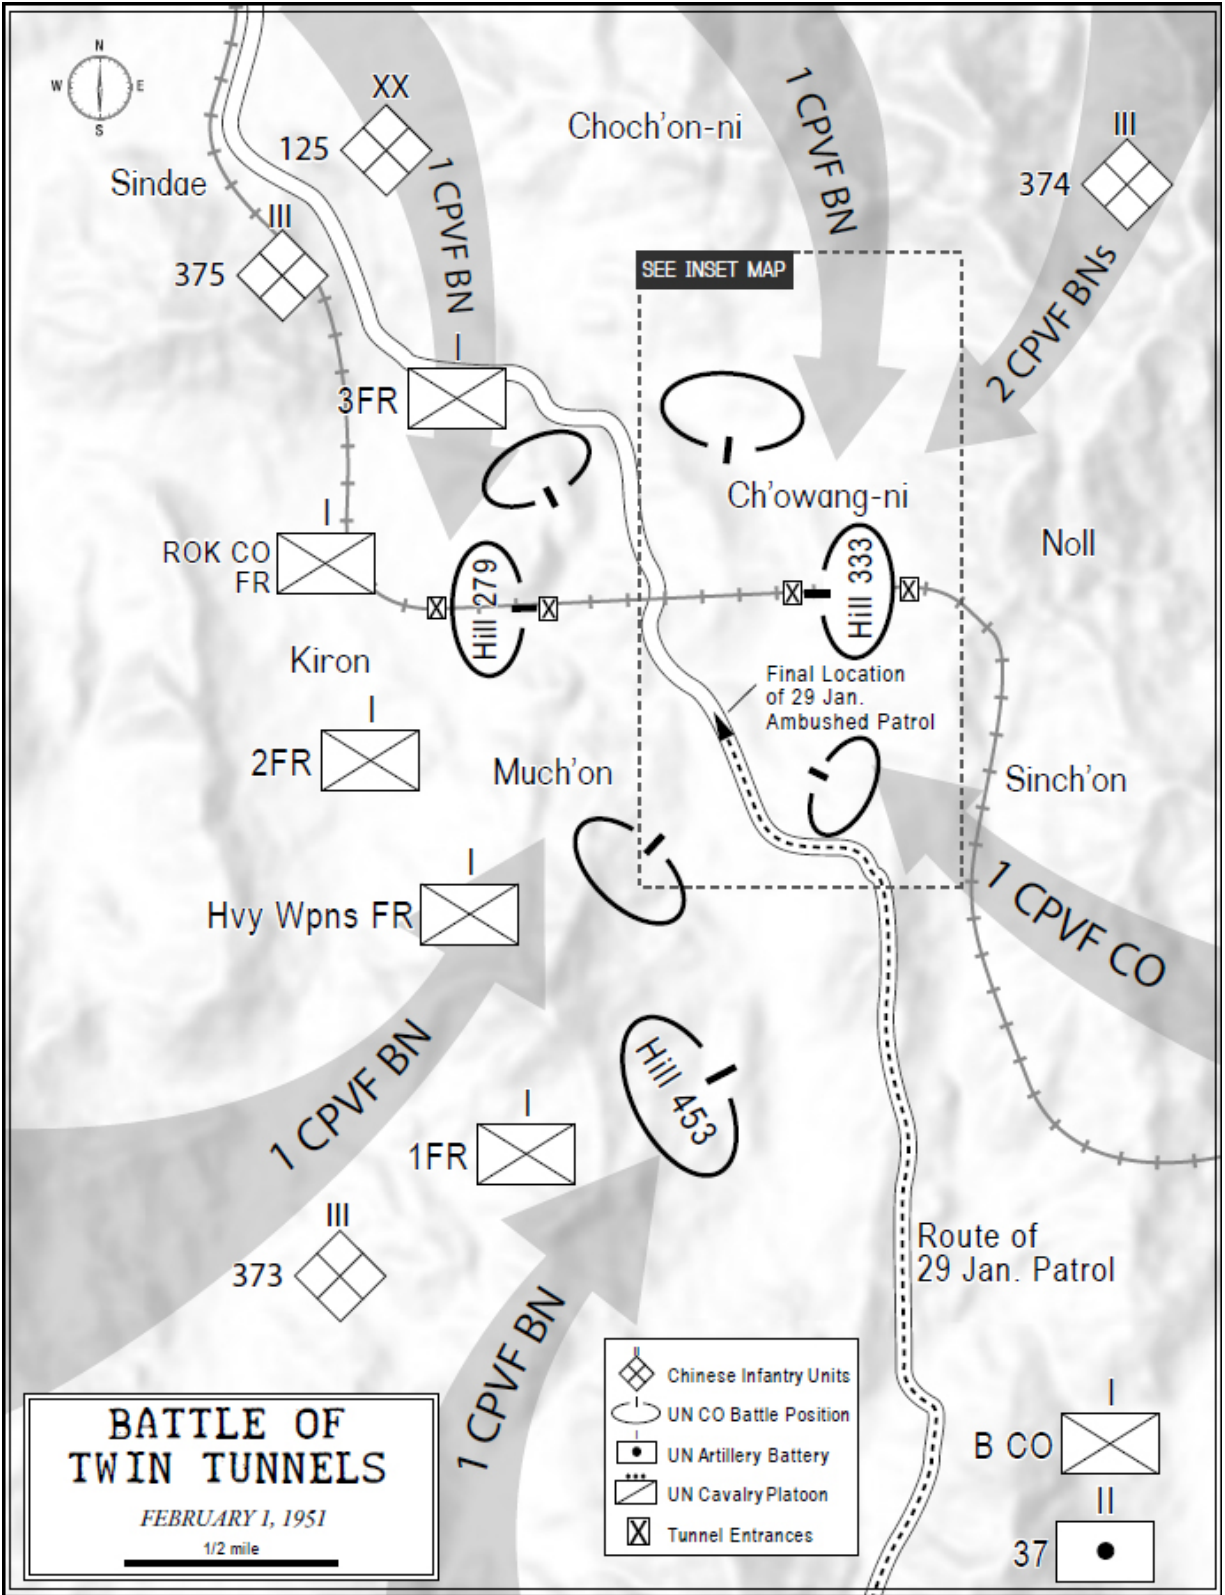 N
W
E
S
XX
125
1 CPVF BN
Choch'on-ni
1 CPVF BN
III
374
Sindae
III
375
2 CPVF BNs
SEE INSET MAP
I
3FR
Ch'owang-ni
Noll
I
ROK CO
FR
Hill 279
Hill 333
Kiron
Final Location
of 29 Jan.
Ambushed Patrol
I
2FR
Much'on
Sinch'on
I
Hvy Wpns FR
1 CPVF CO
1 CPVF BN
Hill 453
I
1FR
III
373
Route of
29 Jan. Patrol
1 CPVF BN
II
Chinese Infantry Units
I
UN CO Battle Position
I
UN Artillery Battery
UN Cavalry Platoon
Tunnel Entrances
I
B CO
II
37
BATTLE OF
TWIN TUNNELS
FEBRUARY 1, 1951
1/2 mile